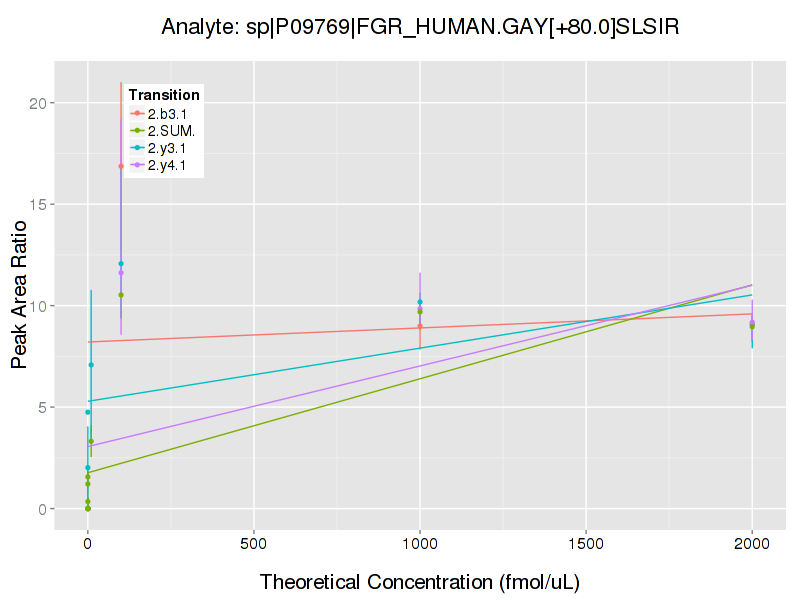 Analyte: sp|P09769|FGR_HUMAN.GAY[+80.0]SLSIR
Transition
2.b3.1
2.SUM.
2.y3.1
2.y4.1
Peak Area Ratio
20
15
10
5
0
0 500 1000 1500 2000
Theoretical Concentration (fmol/uL)